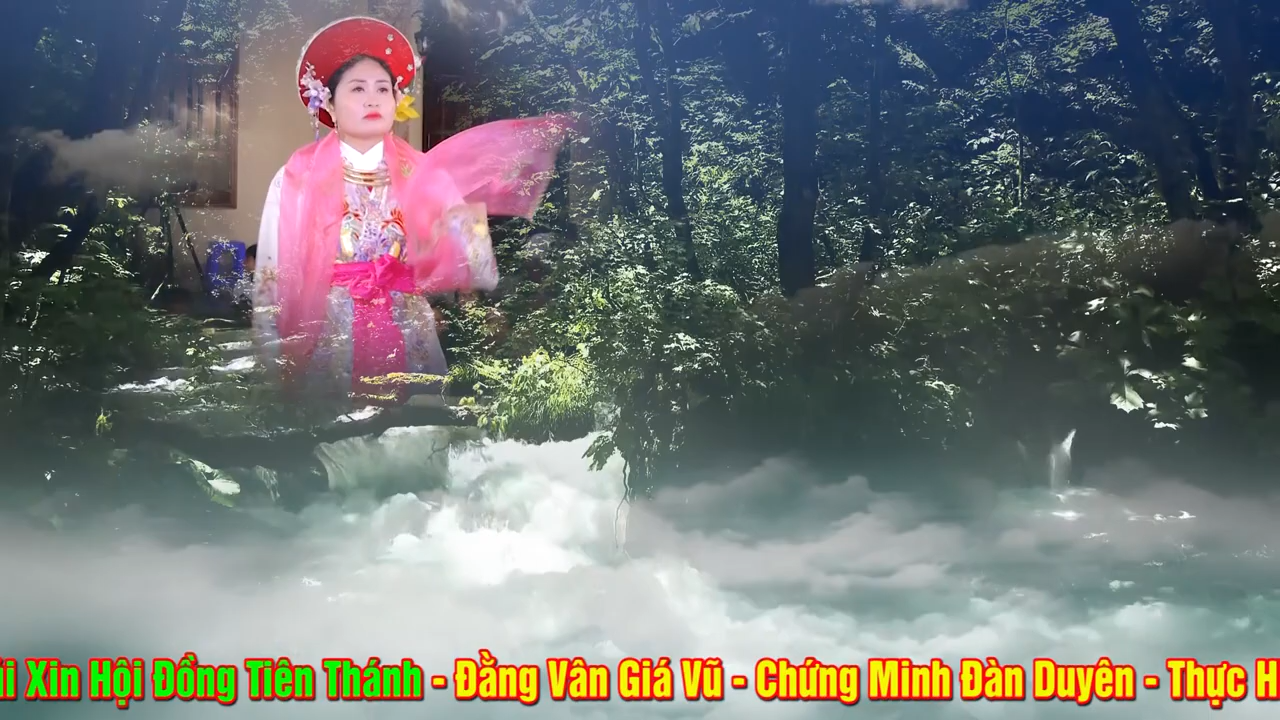 Xin Hội Đồng Tiên Thánh - Đằng Vân Giá Vũ - Chứng Minh Đàn Duyên - Thực